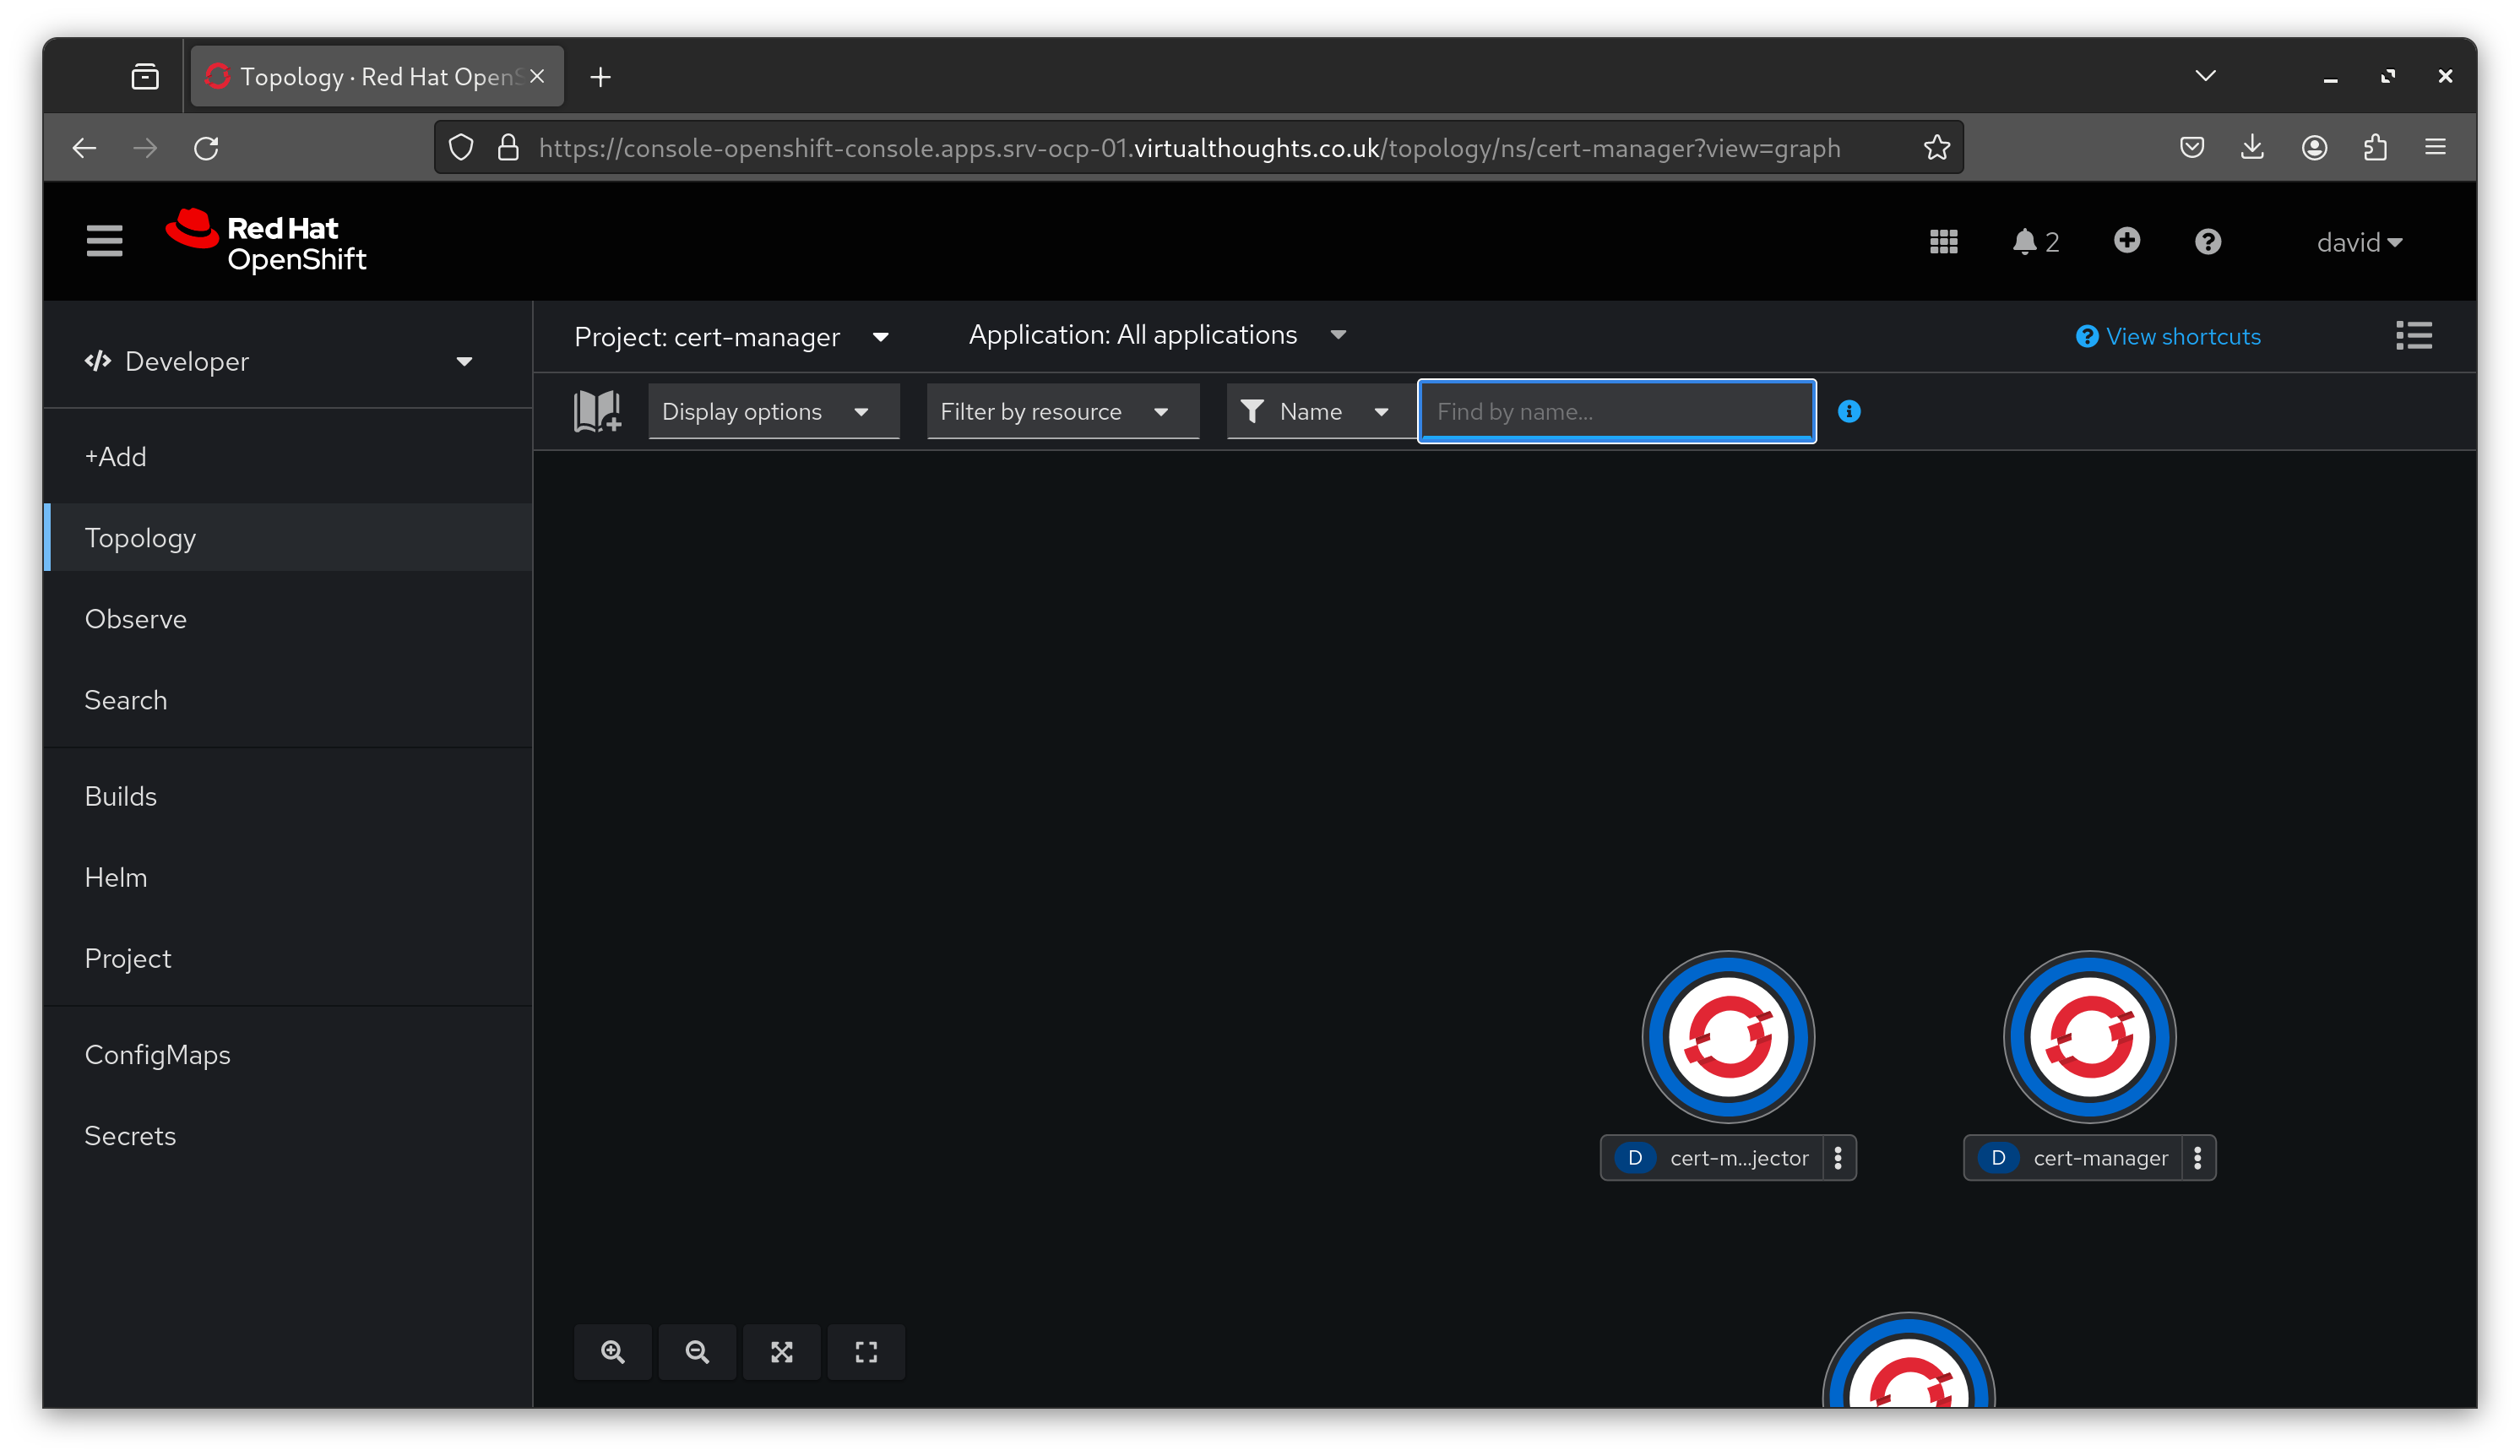 Topology · Red Hat OpenS
https://console-openshift-console.apps.srv-ocp-01.virtualthoughts.co.uk/topology/ns/cert-manager?view=graph
Red Hat
OpenShift
2
david
Developer
Project: cert-manager
Application: All applications
View shortcuts
Display options
Filter by resource
Name
Find by name...
+Add
Topology
Observe
Search
Builds
Helm
Project
ConfigMaps
Secrets
D cert-m...jector
D cert-manager